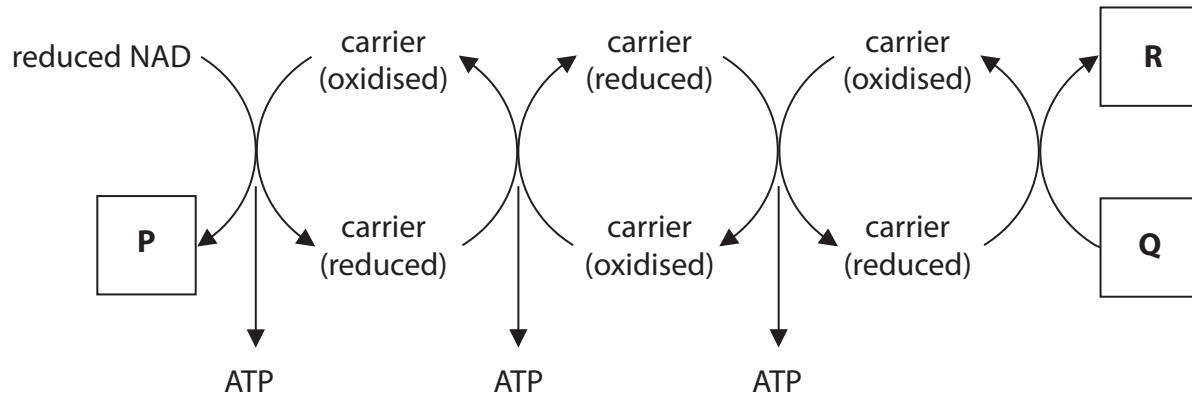 reduced NAD
carrier
(oxidised)
carrier
(reduced)
carrier
(oxidised)
R
P
carrier
(reduced)
carrier
(oxidised)
carrier
(reduced)
Q
ATP
ATP
ATP